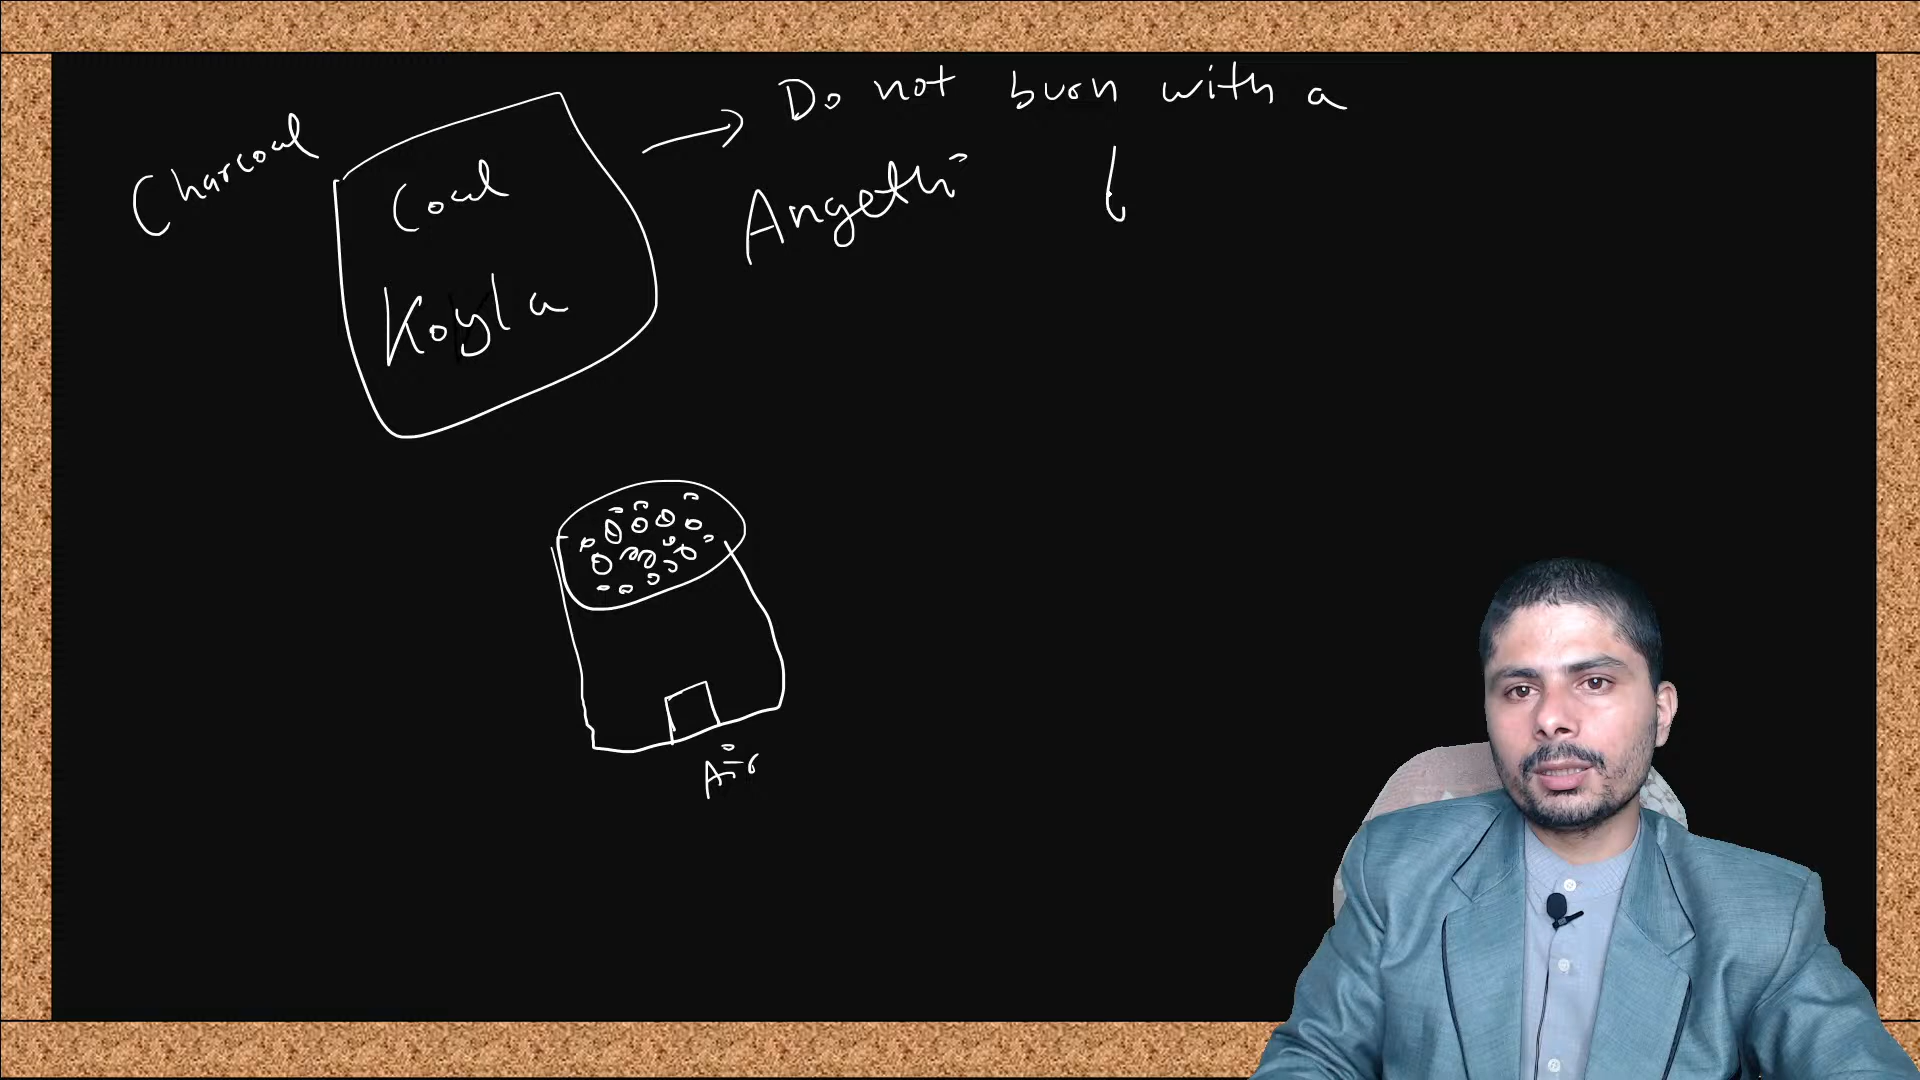 Charcoal
Coal
Koyla
Do not burn with a
Angethi
Air